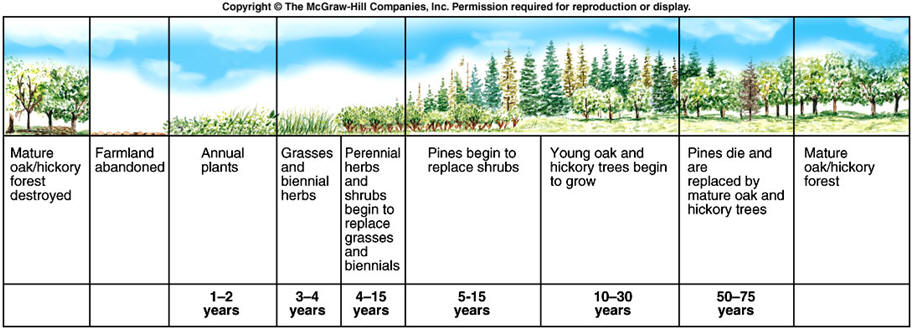 Copyright © The McGraw-Hill Companies, Inc. Permission required for reproduction or display.
Mature
oak/hickory
forest
destroyed
Farmland
abandoned
Annual
plants
Grasses
and
biennial
herbs
Perennial
herbs
and
shrubs
begin to
replace
grasses
and
biennials
Pines begin to
replace shrubs
Young oak and
hickory trees begin
to grow
Pines die and
are
replaced by
mature oak and
hickory trees
Mature
oak/hickory
forest
1–2
years
3–4
years
4–15
years
5-15
years
10–30
years
50–75
years